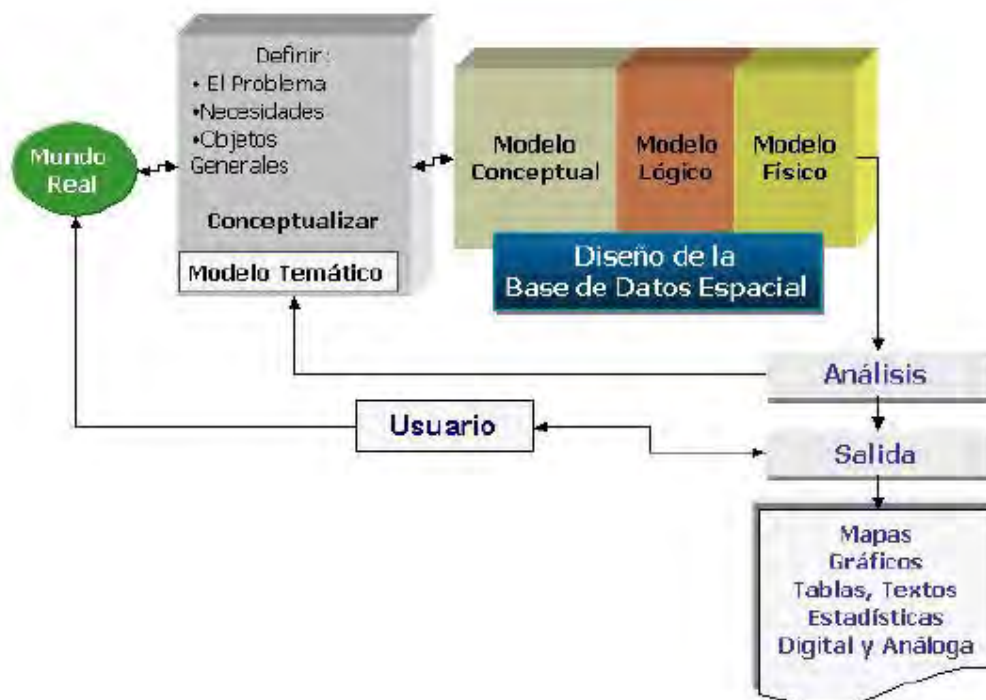 Definir:
• El Problema
•Necesidades
•Objetos
Generales
Conceptualizar
Modelo Temático
Mundo
Real
Modelo
Conceptual
Modelo
Lógico
Modelo
Físico
Diseño de la
Base de Datos Espacial
Análisis
Usuario
Salida
Mapas
Gráficos
Tablas, Textos
Estadísticas
Digital y Análoga